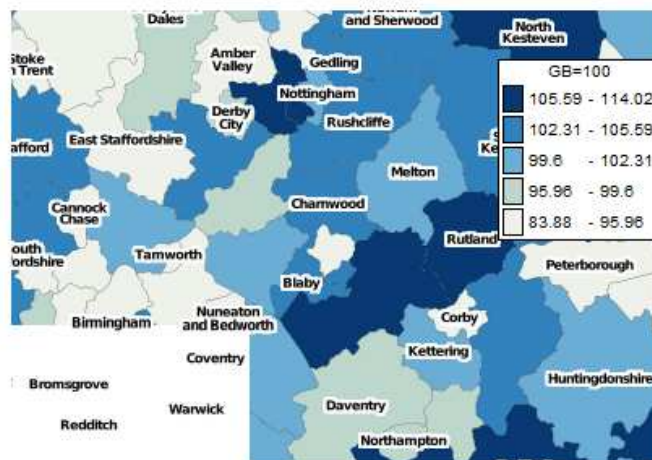 Dales
and Sherwood
North
Kesteven
Stoke
Trent
Amber
Valley
Gedling
GB=100
105.59 - 114.02
102.31 - 105.59
99.6 - 102.31
95.96 - 99.6
83.88 - 95.96
Nottingham
Derby
City
Rushcliffe
East Staffordshire
afford
Melton
Charnwood
Cannock
Chase
Rutland
Tamworth
outh
fordshire
Peterborough
Blaby
Nuneaton
and Bedworth
Birmingham
Corby
Kettering
Coventry
Bromsgrove
Huntingdonshire
Warwick
Daventry
Redditch
Northampton